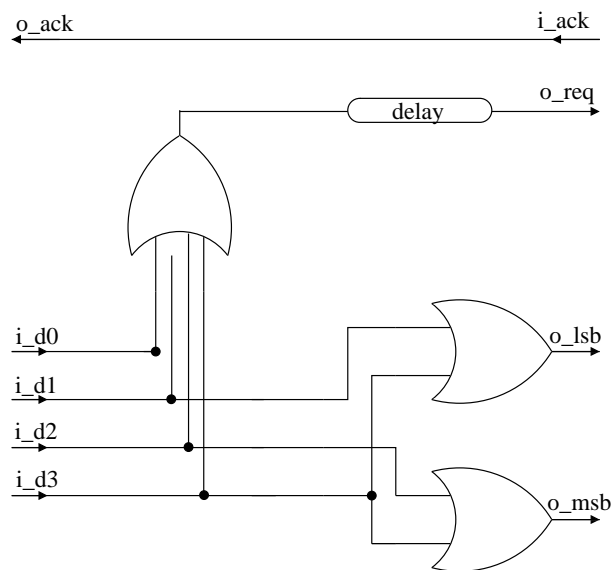 o_ack
i_ack
o_req
delay
i_d0
o_lsb
i_d1
i_d2
i_d3
o_msb